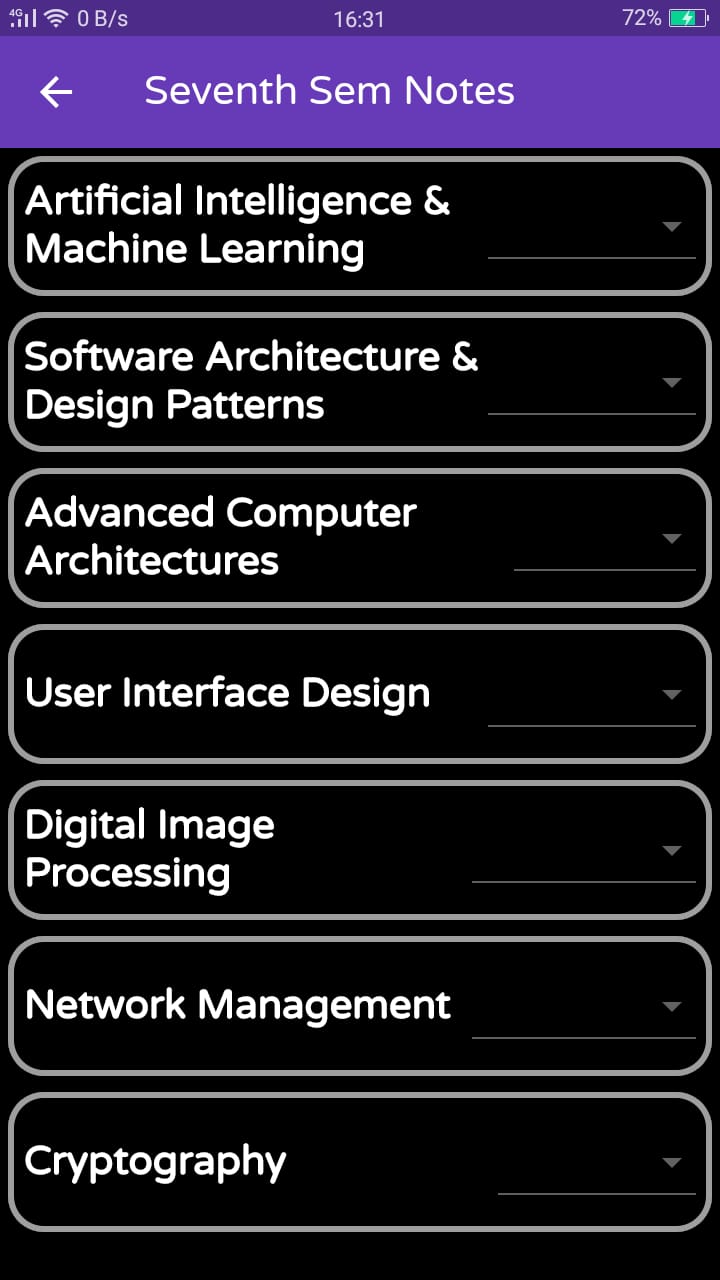 4G 0 B/s 16:31 72%
Seventh Sem Notes
Artificial Intelligence &
Machine Learning
Software Architecture &
Design Patterns
Advanced Computer
Architectures
User Interface Design
Digital Image
Processing
Network Management
Cryptography